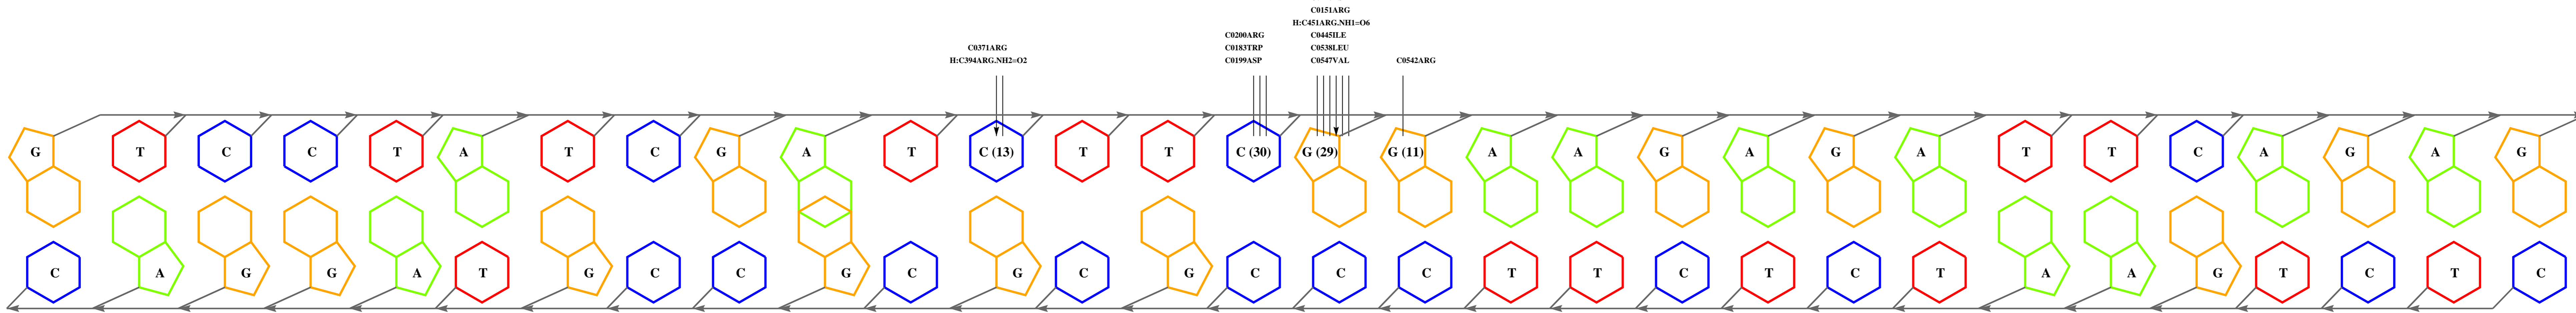 C0151ARG
H:C451ARG.NH1=O6
C0200ARG C0445ILE
C0371ARG C0183TRP C0538LEU
H:C394ARG.NH2=O2 C0199ASP C0547VAL C0542ARG
G T C C T A T C G A T C (13) T T C (30) G (29) G (11) A A G A G A T T C A G A G
C A G G A T G C C G C G C G C C C T T C T C T A A G T C T C